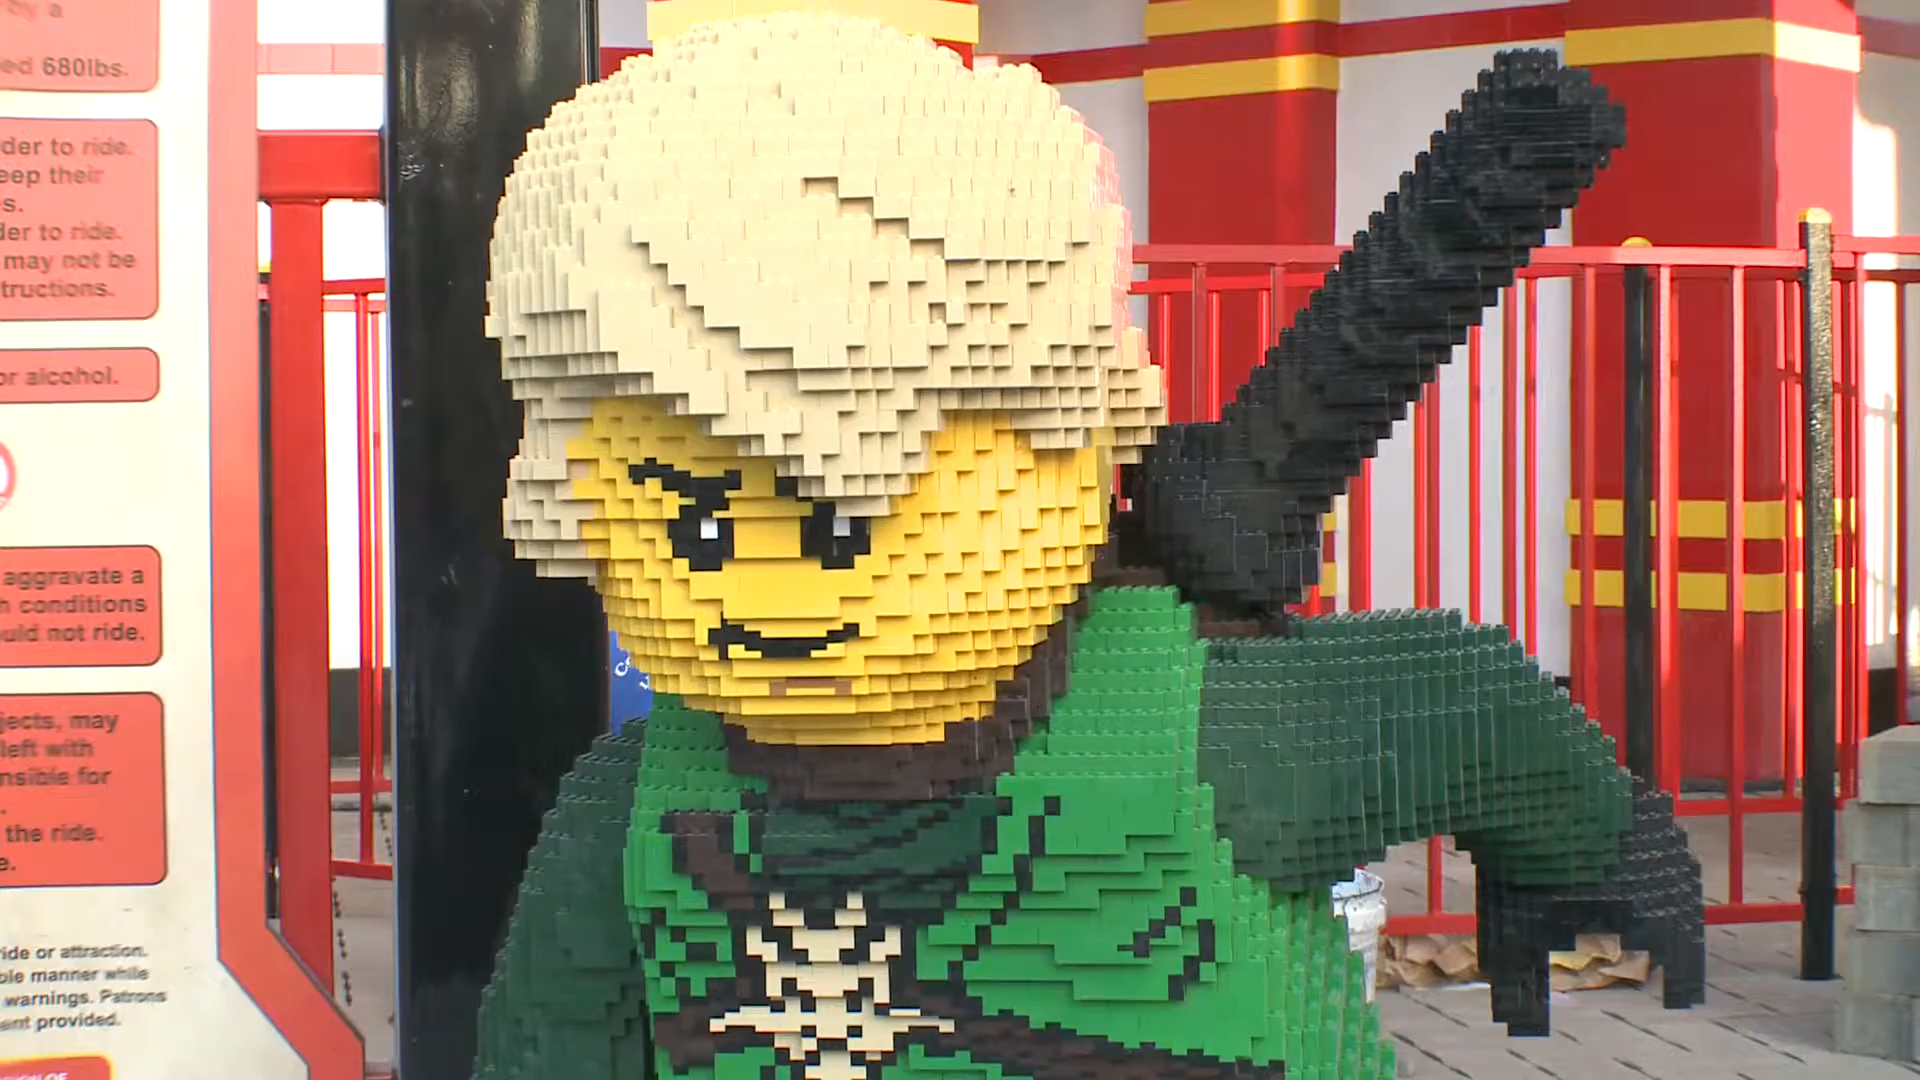 by a
ed 680lbs.
der to ride.
eep their
s.
der to ride.
may not be
tructions.
or alcohol.
aggravate a
h conditions
ould not ride.
jects, may
left with
nsible for
.
the ride.
e.
ride or attraction.
ble manner while
warnings. Patrons
ent provided.